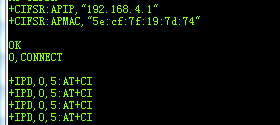 +CIFSR:APIP,"192.168.4.1"
+CIFSR:APMAC,"5e:cf:7f:19:7d:74"
OK
0,CONNECT
+IPD,0,5:AT+CI
+IPD,0,5:AT+CI
+IPD,0,5:AT+CI
+IPD,0,5:AT+CI